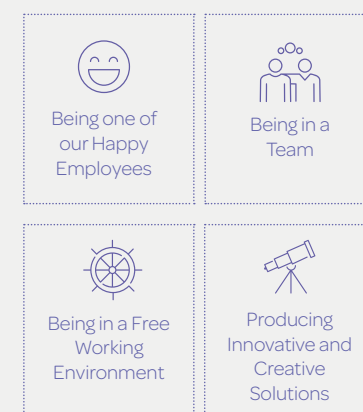 Being one of
our Happy
Employees
Being in a
Team
Being in a Free
Working
Environment
Producing
Innovative and
Creative
Solutions